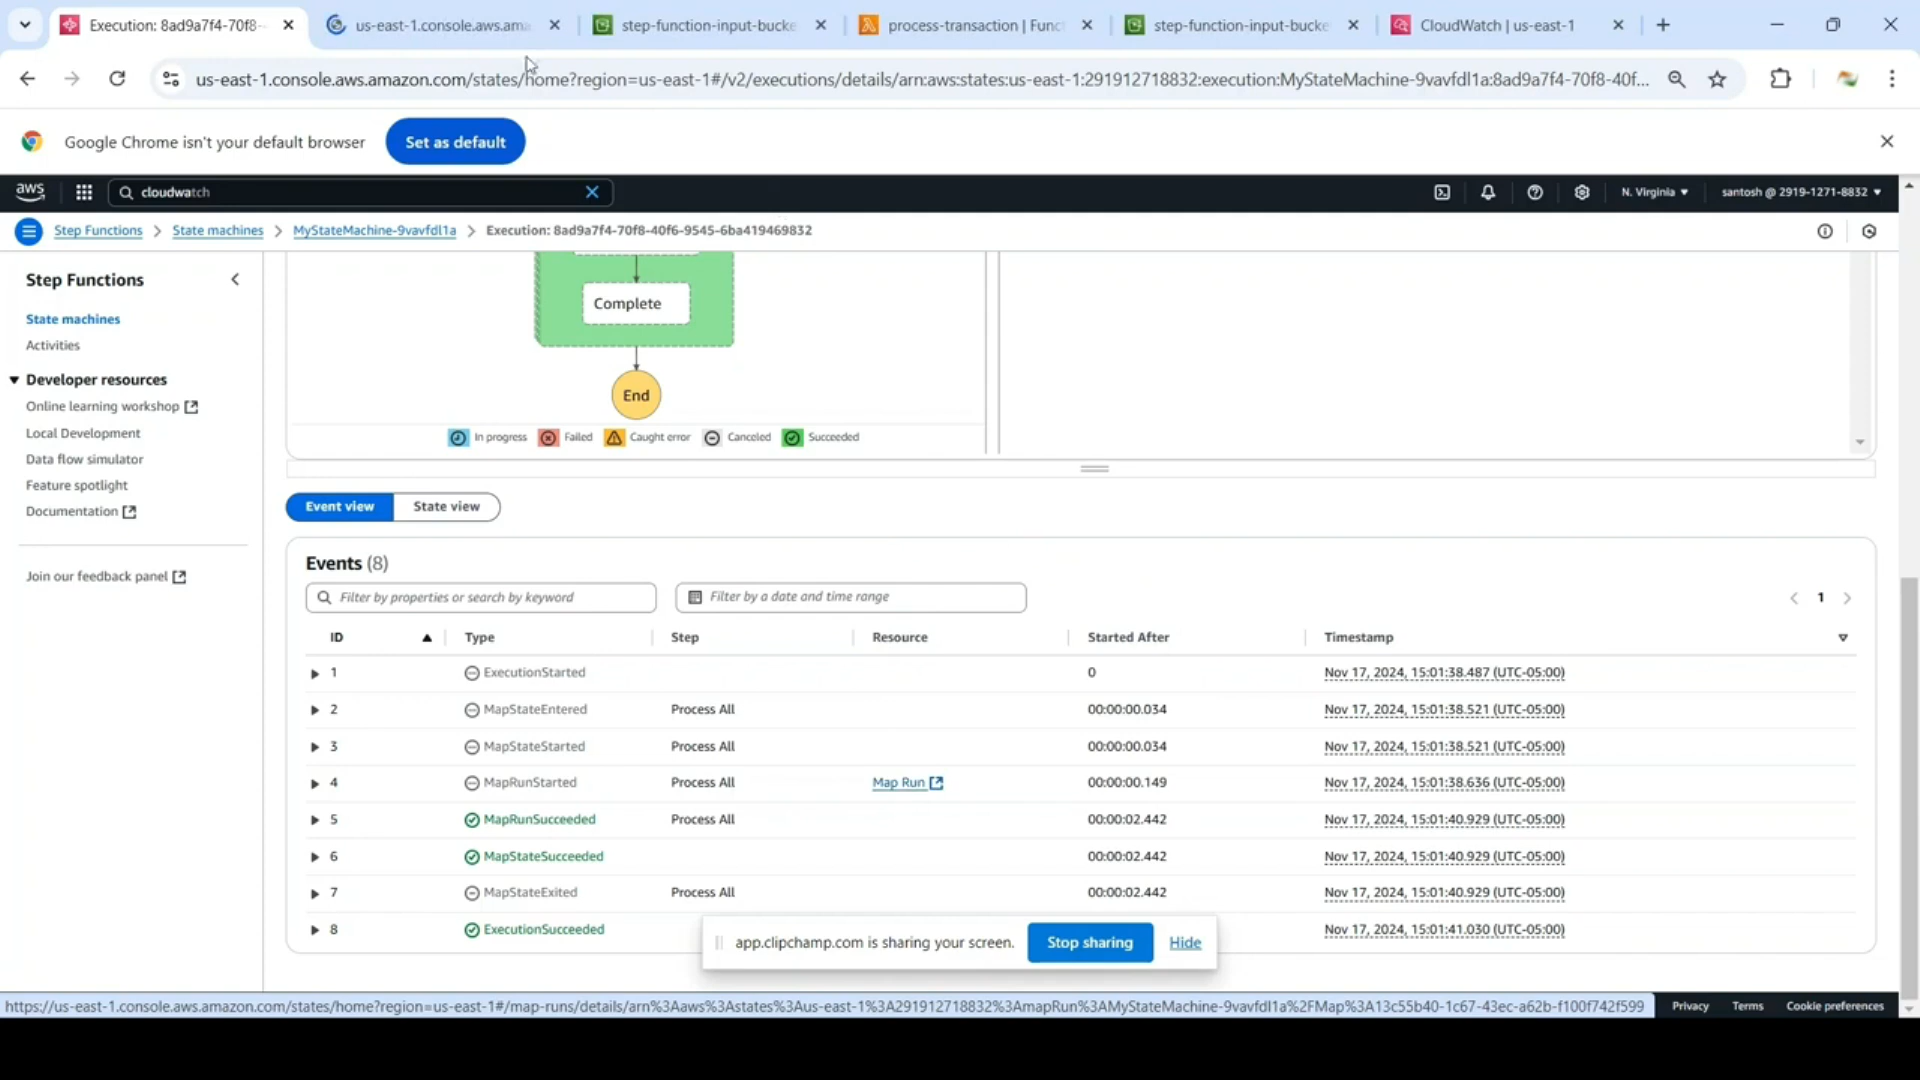 Execution: 8ad9a7f4-70f8-
us-east-1.console.aws.ama
step-function-input-bucke
process-transaction | Func
step-function-input-bucke
CloudWatch | us-east-1
us-east-1.console.aws.amazon.com/states/home?region=us-east-1#/v2/executions/details/arn:aws:states:us-east-1:291912718832:execution:MyStateMachine-9vavfdl1a:8ad9a7f4-70f8-40f...
Google Chrome isn't your default browser
Set as default
aws
cloudwatch
N. Virginia
santosh @ 2919-1271-8832
Step Functions > State machines > MyStateMachine-9vavfdl1a > Execution: 8ad9a7f4-70f8-40f6-9545-6ba419469832
Step Functions
State machines
Activities
Developer resources
Online learning workshop
Local Development
Data flow simulator
Feature spotlight
Documentation
Join our feedback panel
Complete
End
In progress Failed Caught error Canceled Succeeded
Event view State view
Events (8)
Filter by properties or search by keyword
Filter by a date and time range
1
ID Type Step Resource Started After Timestamp
1 ExecutionStarted 0 Nov 17, 2024, 15:01:38.487 (UTC-05:00)
2 MapStateEntered Process All 00:00:00.034 Nov 17, 2024, 15:01:38.521 (UTC-05:00)
3 MapStateStarted Process All 00:00:00.034 Nov 17, 2024, 15:01:38.521 (UTC-05:00)
4 MapRunStarted Process All Map Run 00:00:00.149 Nov 17, 2024, 15:01:38.636 (UTC-05:00)
5 MapRunSucceeded Process All 00:00:02.442 Nov 17, 2024, 15:01:40.929 (UTC-05:00)
6 MapStateSucceeded 00:00:02.442 Nov 17, 2024, 15:01:40.929 (UTC-05:00)
7 MapStateExited Process All 00:00:02.442 Nov 17, 2024, 15:01:40.929 (UTC-05:00)
8 ExecutionSucceeded Nov 17, 2024, 15:01:41.030 (UTC-05:00)
app.clipchamp.com is sharing your screen. Stop sharing Hide
https://us-east-1.console.aws.amazon.com/states/home?region=us-east-1#/map-runs/details/arn%3Aaws%3Astates%3Aus-east-1%3A291912718832%3AmapRun%3AMyStateMachine-9vavfdl1a%2FMap%3A13c55b40-1c67-43ec-a62b-f100f742f599
Privacy Terms Cookie preferences